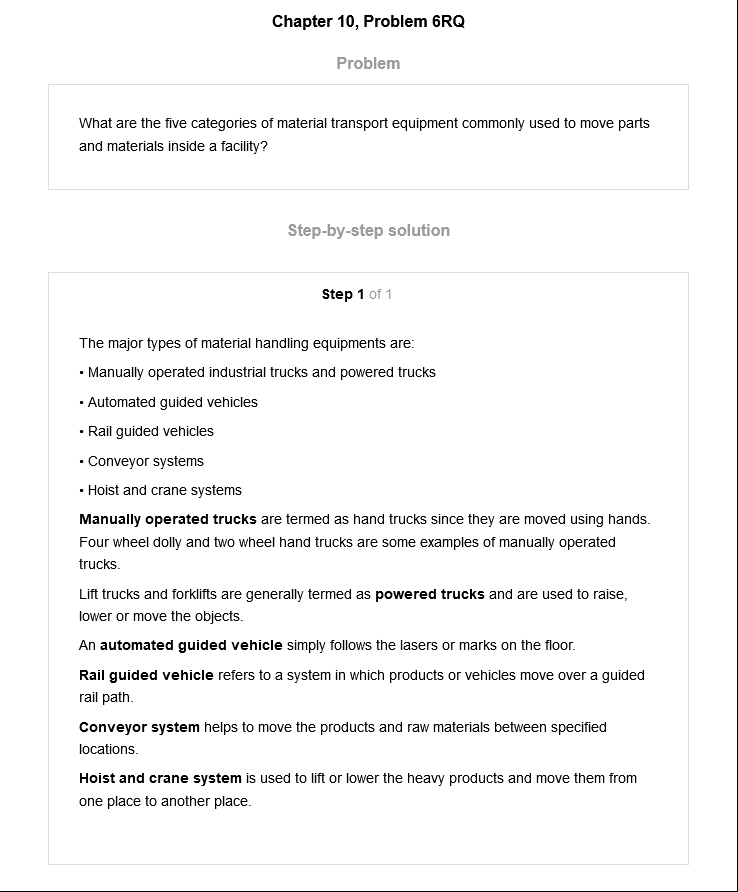 Chapter 10, Problem 6RQ
Problem
What are the five categories of material transport equipment commonly used to move parts
and materials inside a facility?
Step-by-step solution
Step 1 of 1
The major types of material handling equipments are:
• Manually operated industrial trucks and powered trucks
• Automated guided vehicles
• Rail guided vehicles
• Conveyor systems
• Hoist and crane systems
Manually operated trucks are termed as hand trucks since they are moved using hands.
Four wheel dolly and two wheel hand trucks are some examples of manually operated
trucks.
Lift trucks and forklifts are generally termed as powered trucks and are used to raise,
lower or move the objects.
An automated guided vehicle simply follows the lasers or marks on the floor.
Rail guided vehicle refers to a system in which products or vehicles move over a guided
rail path.
Conveyor system helps to move the products and raw materials between specified
locations.
Hoist and crane system is used to lift or lower the heavy products and move them from
one place to another place.